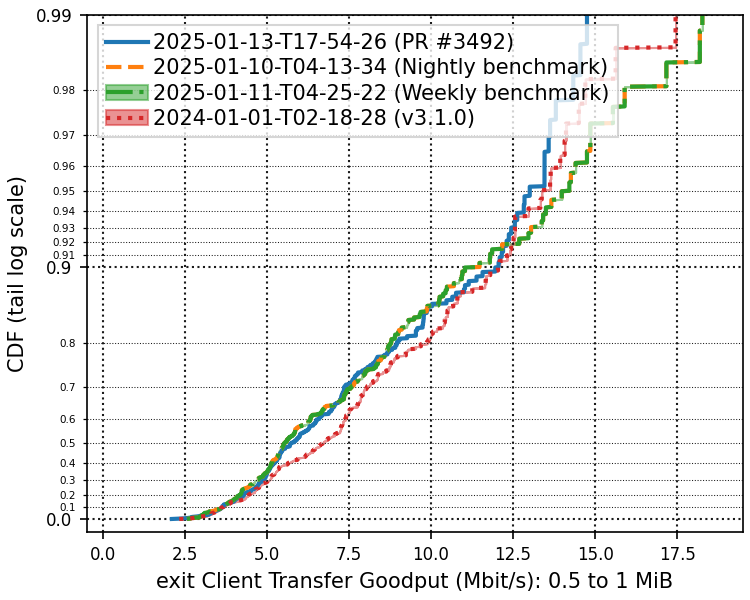 0.99
2025-01-13-T17-54-26 (PR #3492)
2025-01-10-T04-13-34 (Nightly benchmark)
2025-01-11-T04-25-22 (Weekly benchmark)
2024-01-01-T02-18-28 (v3.1.0)
0.98
0.97
0.96
0.95
0.94
0.93
0.92
0.91
0.9
0.8
0.7
0.6
0.5
0.4
0.3
0.2
0.1
0.0
CDF (tail log scale)
0.0 2.5 5.0 7.5 10.0 12.5 15.0 17.5
exit Client Transfer Goodput (Mbit/s): 0.5 to 1 MiB